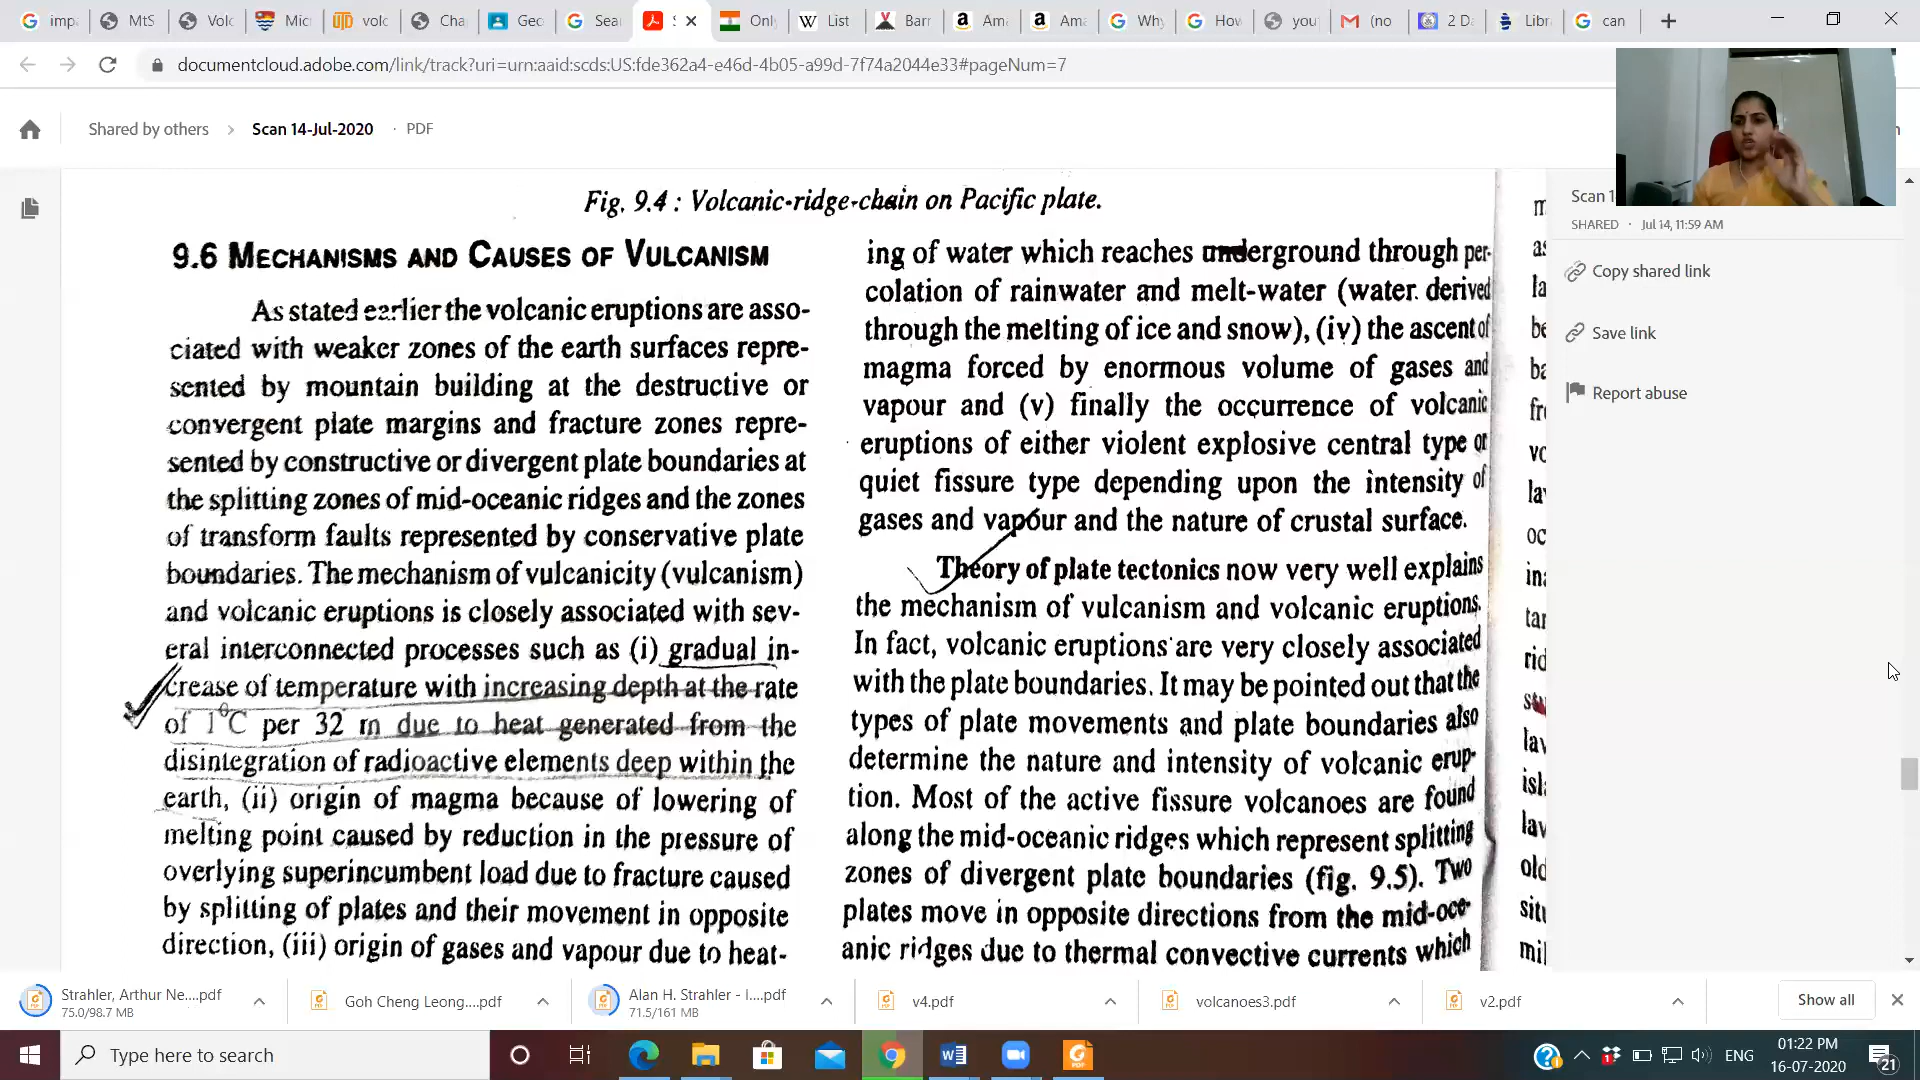 impa
MtS
Volc
Micr
volc
Cha
Geo
Sear
S
Only
List
Barr
Ama
Ama
Why
How
you
(no
2 Da
Libra
can
documentcloud.adobe.com/link/track?uri=urn:aaid:scds:US:fde362a4-e46d-4b05-a99d-7f74a2044e33#pageNum=7
Shared by others > Scan 14-Jul-2020 · PDF
Fig. 9.4 : Volcanic-ridge-chain on Pacific plate.
9.6 MECHANISMS AND CAUSES OF VULCANISM
As stated earlier the volcanic eruptions are asso-
ciated with weaker zones of the earth surfaces repre-
sented by mountain building at the destructive or
convergent plate margins and fracture zones repre-
sented by constructive or divergent plate boundaries at
the splitting zones of mid-oceanic ridges and the zones
of transform faults represented by conservative plate
boundaries. The mechanism of vulcanicity (vulcanism)
and volcanic eruptions is closely associated with sev-
eral interconnected processes such as (i) gradual in-
crease of temperature with increasing depth at the rate
of 1°C per 32 m due to heat generated from the
disintegration of radioactive elements deep within the
earth, (ii) origin of magma because of lowering of
melting point caused by reduction in the pressure of
overlying superincumbent load due to fracture caused
by splitting of plates and their movement in opposite
direction, (iii) origin of gases and vapour due to heat-
ing of water which reaches underground through per-
colation of rainwater and melt-water (water. derived
through the melting of ice and snow), (iv) the ascent of
magma forced by enormous volume of gases and
vapour and (v) finally the occurrence of volcanic
eruptions of either violent explosive central type or
quiet fissure type depending upon the intensity of
gases and vapour and the nature of crustal surface.
Theory of plate tectonics now very well explains
the mechanism of vulcanism and volcanic eruptions.
In fact, volcanic eruptions are very closely associated
with the plate boundaries. It may be pointed out that the
types of plate movements and plate boundaries also
determine the nature and intensity of volcanic erup-
tion. Most of the active fissure volcanoes are found
along the mid-oceanic ridges which represent splitting
zones of divergent plate boundaries (fig. 9.5). Two
plates move in opposite directions from the mid-oce-
anic ridges due to thermal convective currents which
Scan 1
SHARED · Jul 14, 11:59 AM
Copy shared link
Save link
Report abuse
Strahler, Arthur Ne....pdf
75.0/98.7 MB
Goh Cheng Leong....pdf
Alan H. Strahler - I....pdf
71.5/161 MB
v4.pdf
volcanoes3.pdf
v2.pdf
Show all
Type here to search
ENG
01:22 PM
16-07-2020
21